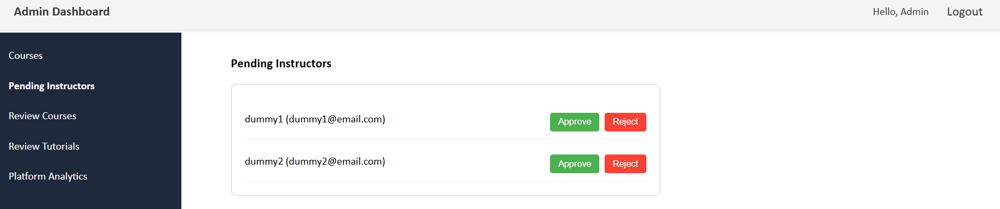 Admin Dashboard
Hello, Admin Logout
Courses
Pending Instructors
Review Courses
Review Tutorials
Platform Analytics
Pending Instructors
dummy1 (dummy1@email.com) Approve Reject
dummy2 (dummy2@email.com) Approve Reject